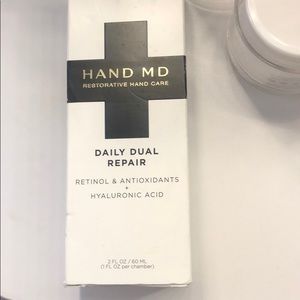 HAND MD
RESTORATIVE HAND CARE
DAILY DUAL
REPAIR
RETINOL & ANTIOXIDANTS
+
HYALURONIC ACID
2 FL OZ / 60 ML
(1 FL OZ per chamber)